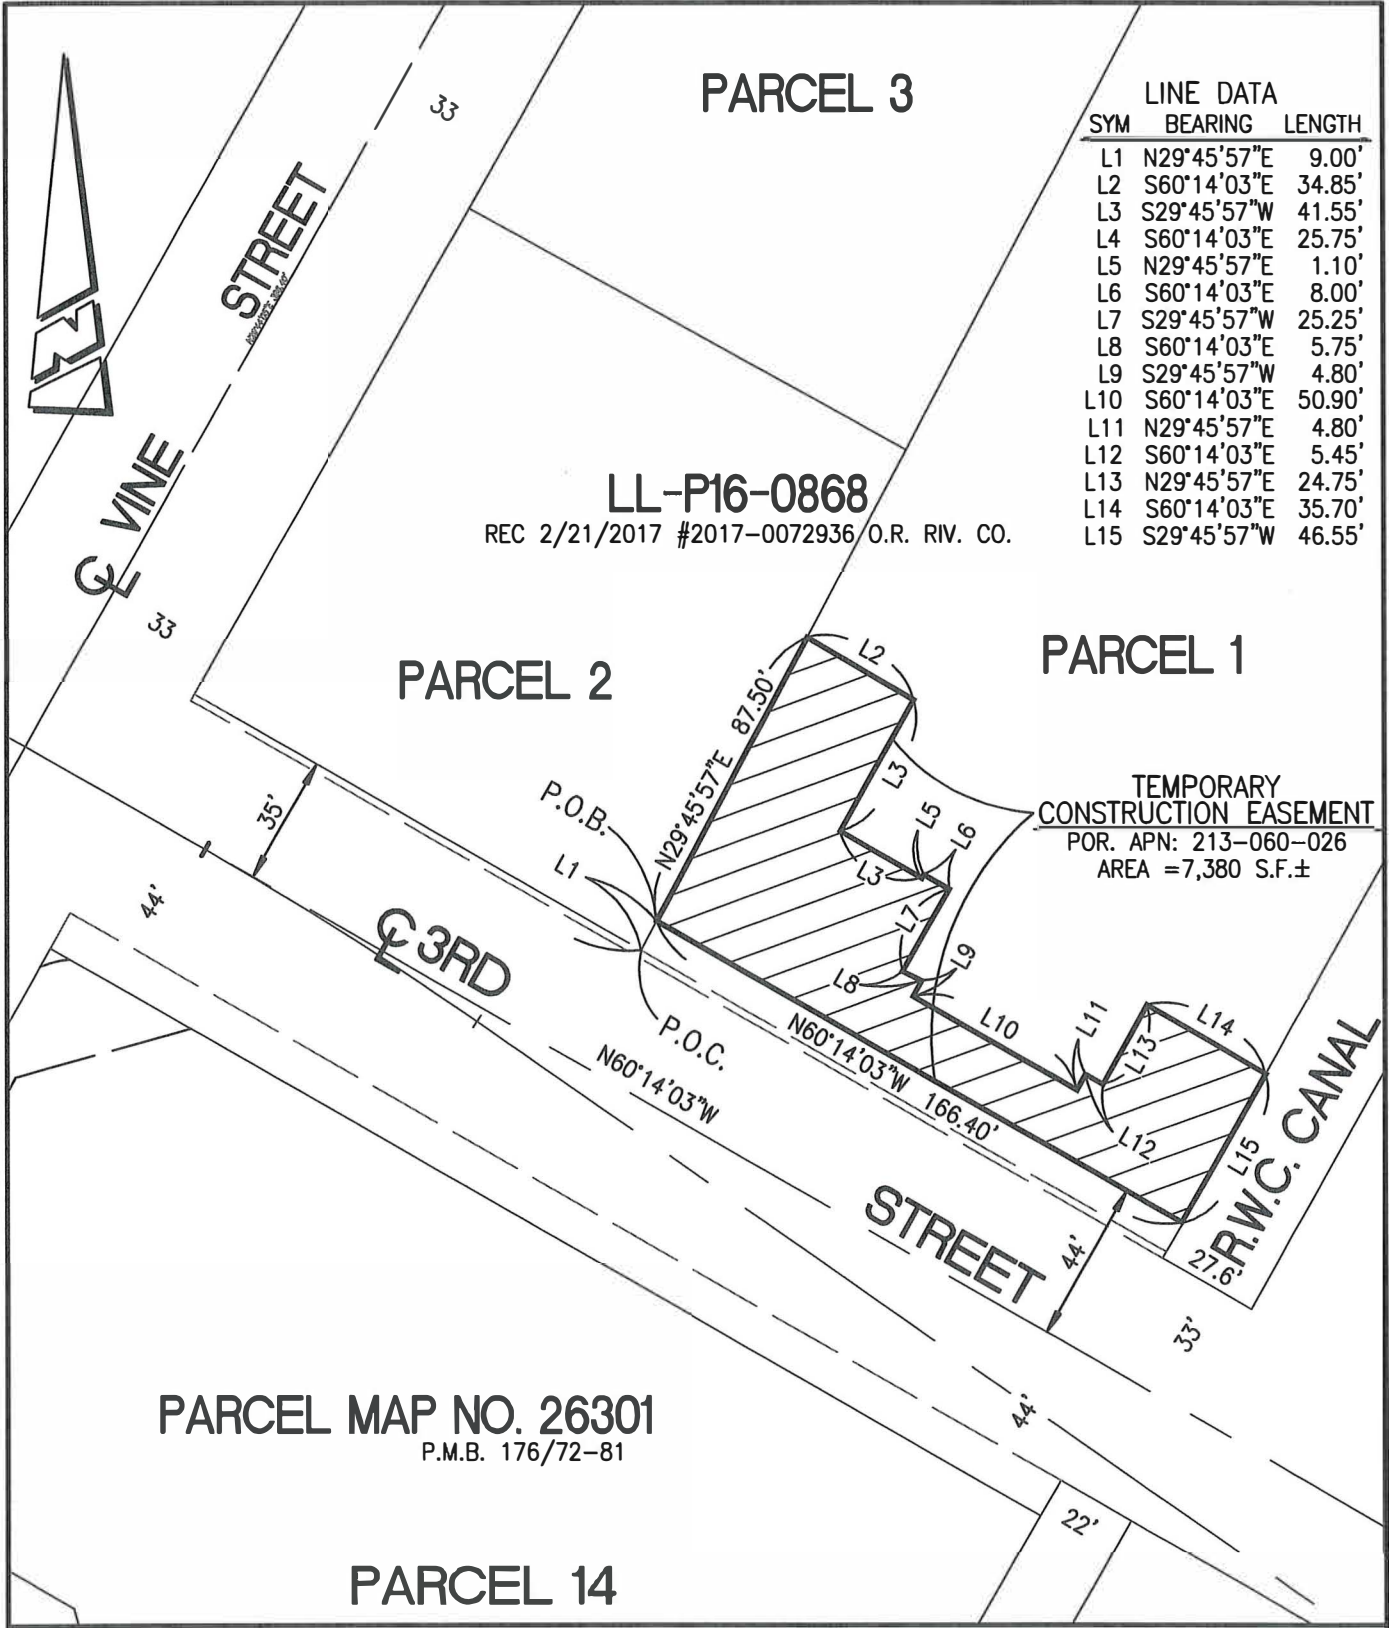 PARCEL 3
LINE DATA
SYM BEARING LENGTH
L1 N29°45'57"E 9.00'
L2 S60°14'03"E 34.85'
L3 S29°45'57"W 41.55'
L4 S60°14'03"E 25.75'
L5 N29°45'57"E 1.10'
L6 S60°14'03"E 8.00'
L7 S29°45'57"W 25.25'
L8 S60°14'03"E 5.75'
L9 S29°45'57"W 4.80'
L10 S60°14'03"E 50.90'
L11 N29°45'57"E 4.80'
L12 S60°14'03"E 5.45'
L13 N29°45'57"E 24.75'
L14 S60°14'03"E 35.70'
L15 S29°45'57"W 46.55'
33
N
℄ VINE STREET
33
LL-P16-0868
REC 2/21/2017 #2017-0072936 O.R. RIV. CO.
PARCEL 2
PARCEL 1
L2
N29°45'57"E 87.50'
L3
L5
L6
L3
L7
L8
L9
L10
L11
L13
L14
L12
L15
TEMPORARY
CONSTRUCTION EASEMENT
POR. APN: 213-060-026
AREA =7,380 S.F.±
P.O.B.
L1
P.O.C.
35'
44'
℄ 3RD STREET
N60°14'03"W
N60°14'03"W 166.40'
R.W.C. CANAL
27.6'
44'
33'
44'
22'
PARCEL MAP NO. 26301
P.M.B. 176/72-81
PARCEL 14